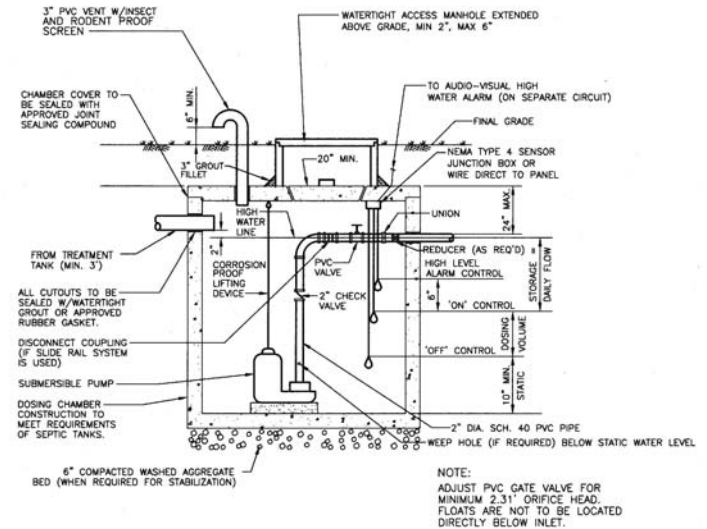 3" PVC VENT W/INSECT
AND RODENT PROOF
SCREEN
WATERTIGHT ACCESS MANHOLE EXTENDED
ABOVE GRADE, MIN 2", MAX 6"
CHAMBER COVER TO
BE SEALED WITH
APPROVED JOINT
SEALING COMPOUND
6" MIN.
TO AUDIO-VISUAL HIGH
WATER ALARM (ON SEPARATE CIRCUIT)
FINAL GRADE
3" GROUT
FILLET
20" MIN.
NEMA TYPE 4 SENSOR
JUNCTION BOX OR
WIRE DIRECT TO PANEL
24" MAX.
HIGH
WATER
LINE
UNION
2"
FROM TREATMENT
TANK (MIN. 3')
PVC
VALVE
REDUCER (AS REQ'D)
HIGH LEVEL
ALARM CONTROL
STORAGE =
DAILY FLOW
CORROSION
PROOF
LIFTING
DEVICE
6"
ALL CUTOUTS TO BE
SEALED W/WATERTIGHT
GROUT OR APPROVED
RUBBER GASKET.
2" CHECK
VALVE
'ON' CONTROL
DISCONNECT COUPLING
(IF SLIDE RAIL SYSTEM
IS USED)
DOSING
VOLUME
'OFF' CONTROL
SUBMERSIBLE PUMP
10" MIN.
STATIC
DOSING CHAMBER
CONSTRUCTION TO
MEET REQUIREMENTS
OF SEPTIC TANKS.
2" DIA. SCH. 40 PVC PIPE
WEEP HOLE (IF REQUIRED) BELOW STATIC WATER LEVEL
6" COMPACTED WASHED AGGREGATE
BED (WHEN REQUIRED FOR STABILIZATION)
NOTE:
ADJUST PVC GATE VALVE FOR
MINIMUM 2.31' ORIFICE HEAD.
FLOATS ARE NOT TO BE LOCATED
DIRECTLY BELOW INLET.